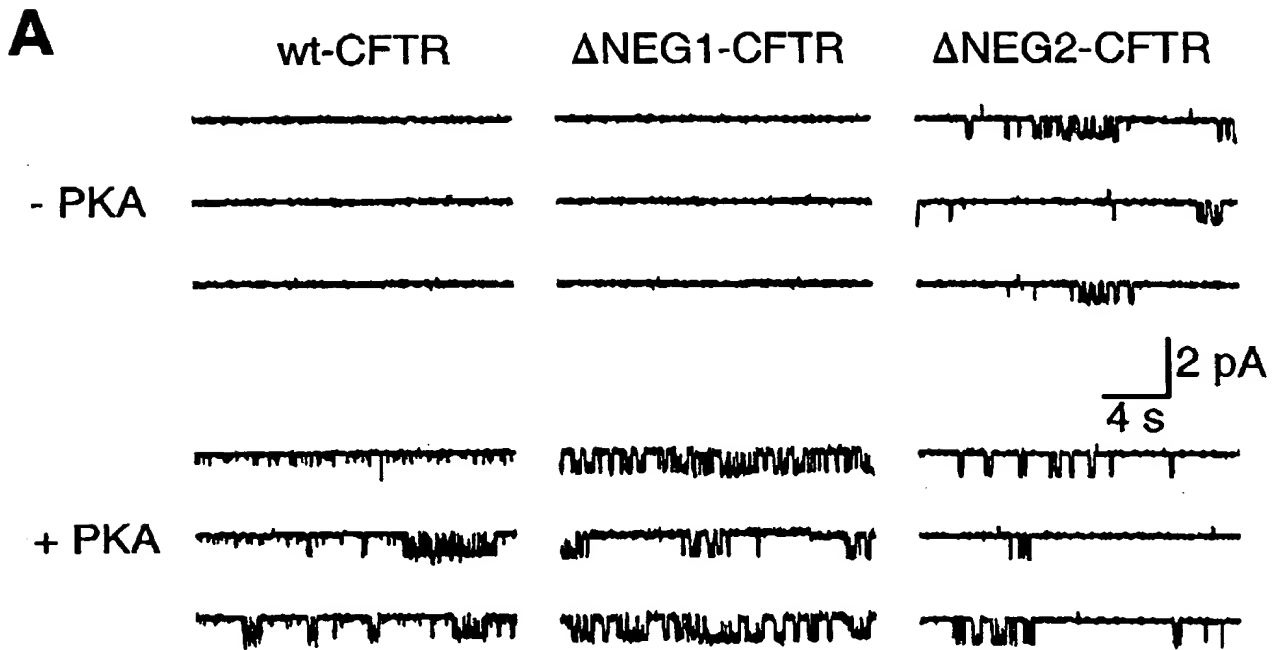 A
wt-CFTR ΔNEG1-CFTR ΔNEG2-CFTR
- PKA
2 pA
4 s
+ PKA